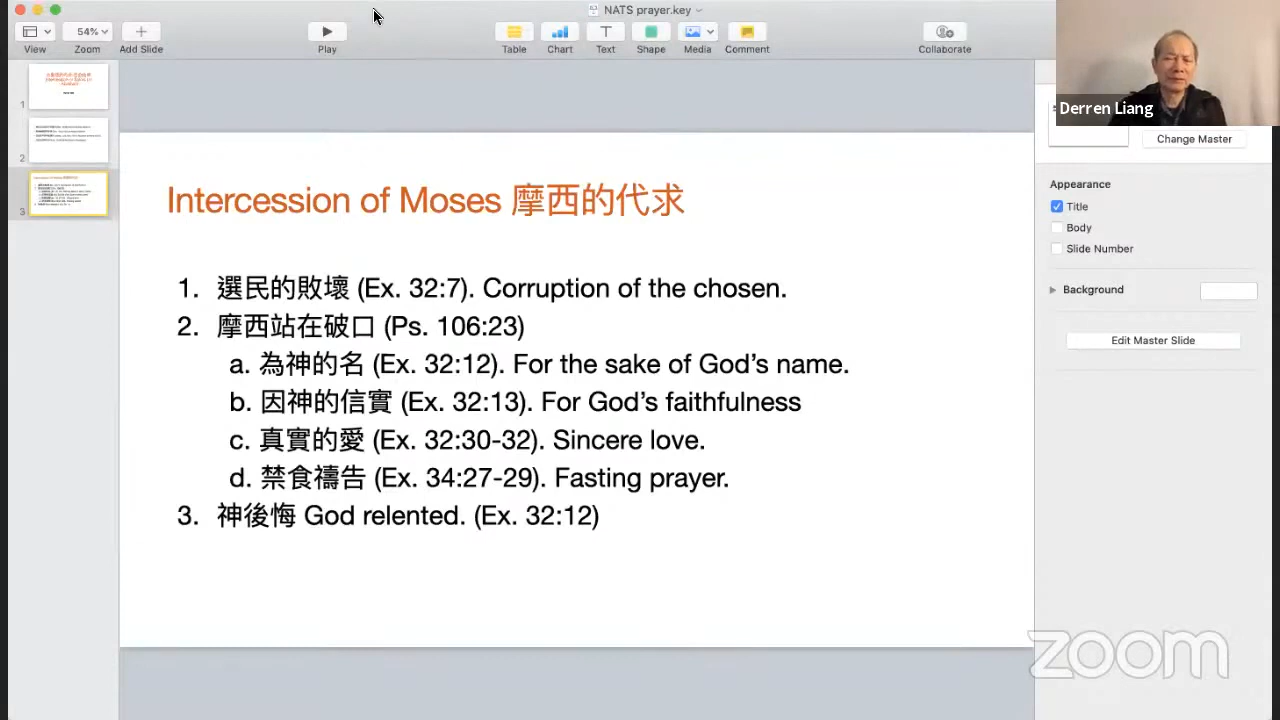 NATS prayer.key
54%
View
Zoom
Add Slide
Play
Table
Chart
Text
Shape
Media
Comment
Collaborate
Derren Liang
1
2
3
Intercession of Moses 摩西的代求
1. 選民的敗壞 (Ex. 32:7). Corruption of the chosen.
2. 摩西站在破口 (Ps. 106:23)
a. 為神的名 (Ex. 32:12). For the sake of God’s name.
b. 因神的信實 (Ex. 32:13). For God’s faithfulness
c. 真實的愛 (Ex. 32:30-32). Sincere love.
d. 禁食禱告 (Ex. 34:27-29). Fasting prayer.
3. 神後悔 God relented. (Ex. 32:12)
Change Master
Appearance
Title
Body
Slide Number
Background
Edit Master Slide
zoom